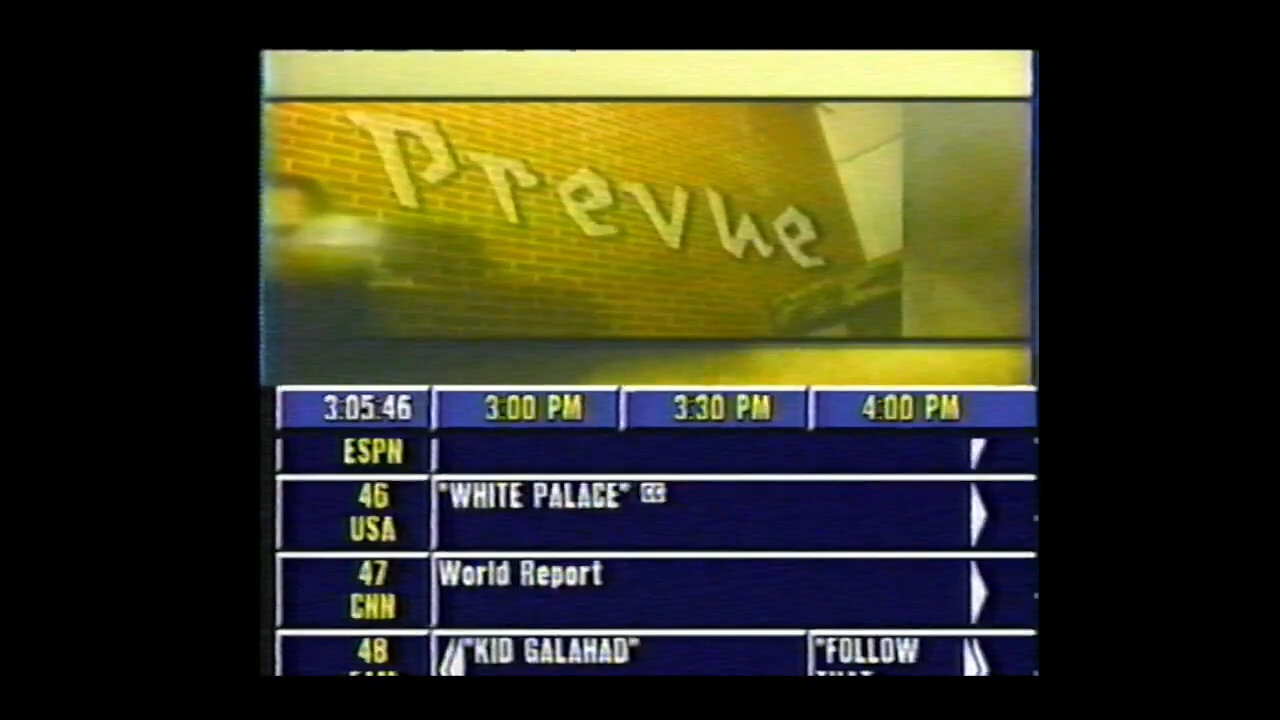 Prevue
3:05:46 3:00 PM 3:30 PM 4:00 PM
ESPN
46 "WHITE PALACE" CC
USA
47 World Report
CNN
48 "KID GALAHAD" "FOLLOW